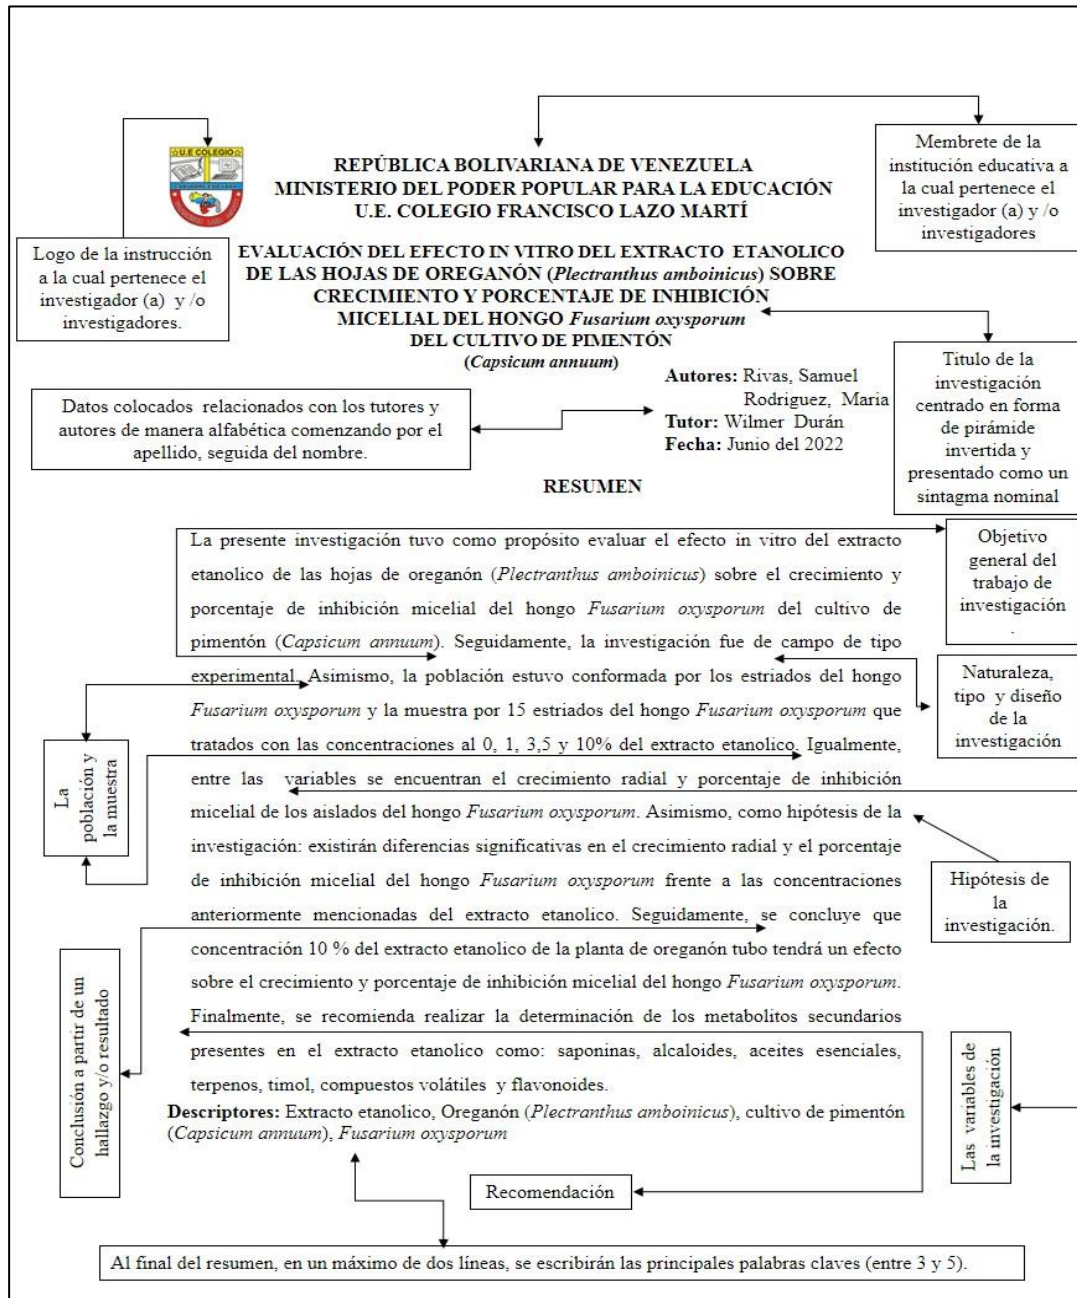 Membrete de la
institución educativa a
la cual pertenece el
investigador (a) y /o
investigadores
U.E COLEGIO
REPÚBLICA BOLIVARIANA DE VENEZUELA
MINISTERIO DEL PODER POPULAR PARA LA EDUCACIÓN
U.E. COLEGIO FRANCISCO LAZO MARTÍ
Logo de la instrucción
a la cual pertenece el
investigador (a) y /o
investigadores.
EVALUACIÓN DEL EFECTO IN VITRO DEL EXTRACTO ETANOLICO
DE LAS HOJAS DE OREGANÓN (Plectranthus amboinicus) SOBRE
CRECIMIENTO Y PORCENTAJE DE INHIBICIÓN
MICELIAL DEL HONGO Fusarium oxysporum
DEL CULTIVO DE PIMENTÓN
(Capsicum annuum)
Titulo de la
investigación
centrado en forma
de pirámide
invertida y
presentado como un
sintagma nominal
Autores: Rivas, Samuel
Rodriguez, Maria
Tutor: Wilmer Durán
Fecha: Junio del 2022
Datos colocados relacionados con los tutores y
autores de manera alfabética comenzando por el
apellido, seguida del nombre.
RESUMEN
La presente investigación tuvo como propósito evaluar el efecto in vitro del extracto
etanolico de las hojas de oreganón (Plectranthus amboinicus) sobre el crecimiento y
porcentaje de inhibición micelial del hongo Fusarium oxysporum del cultivo de
pimentón (Capsicum annuum). Seguidamente, la investigación fue de campo de tipo
experimental. Asimismo, la población estuvo conformada por los estriados del hongo
Fusarium oxysporum y la muestra por 15 estriados del hongo Fusarium oxysporum que
tratados con las concentraciones al 0, 1, 3,5 y 10% del extracto etanolico. Igualmente,
entre las variables se encuentran el crecimiento radial y porcentaje de inhibición
micelial de los aislados del hongo Fusarium oxysporum. Asimismo, como hipótesis de la
investigación: existirán diferencias significativas en el crecimiento radial y el porcentaje
de inhibición micelial del hongo Fusarium oxysporum frente a las concentraciones
anteriormente mencionadas del extracto etanolico. Seguidamente, se concluye que
concentración 10 % del extracto etanolico de la planta de oreganón tubo tendrá un efecto
sobre el crecimiento y porcentaje de inhibición micelial del hongo Fusarium oxysporum.
Finalmente, se recomienda realizar la determinación de los metabolitos secundarios
presentes en el extracto etanolico como: saponinas, alcaloides, aceites esenciales,
terpenos, timol, compuestos volátiles y flavonoides.
Descriptores: Extracto etanolico, Oreganón (Plectranthus amboinicus), cultivo de pimentón
(Capsicum annuum), Fusarium oxysporum
Objetivo
general del
trabajo de
investigación
.
Naturaleza,
tipo y diseño
de la
investigación
La
población y
la muestra
Hipótesis de
la
investigación.
Conclusión a partir de un
hallazgo y/o resultado
Las variables de
la investigación
Recomendación
Al final del resumen, en un máximo de dos líneas, se escribirán las principales palabras claves (entre 3 y 5).